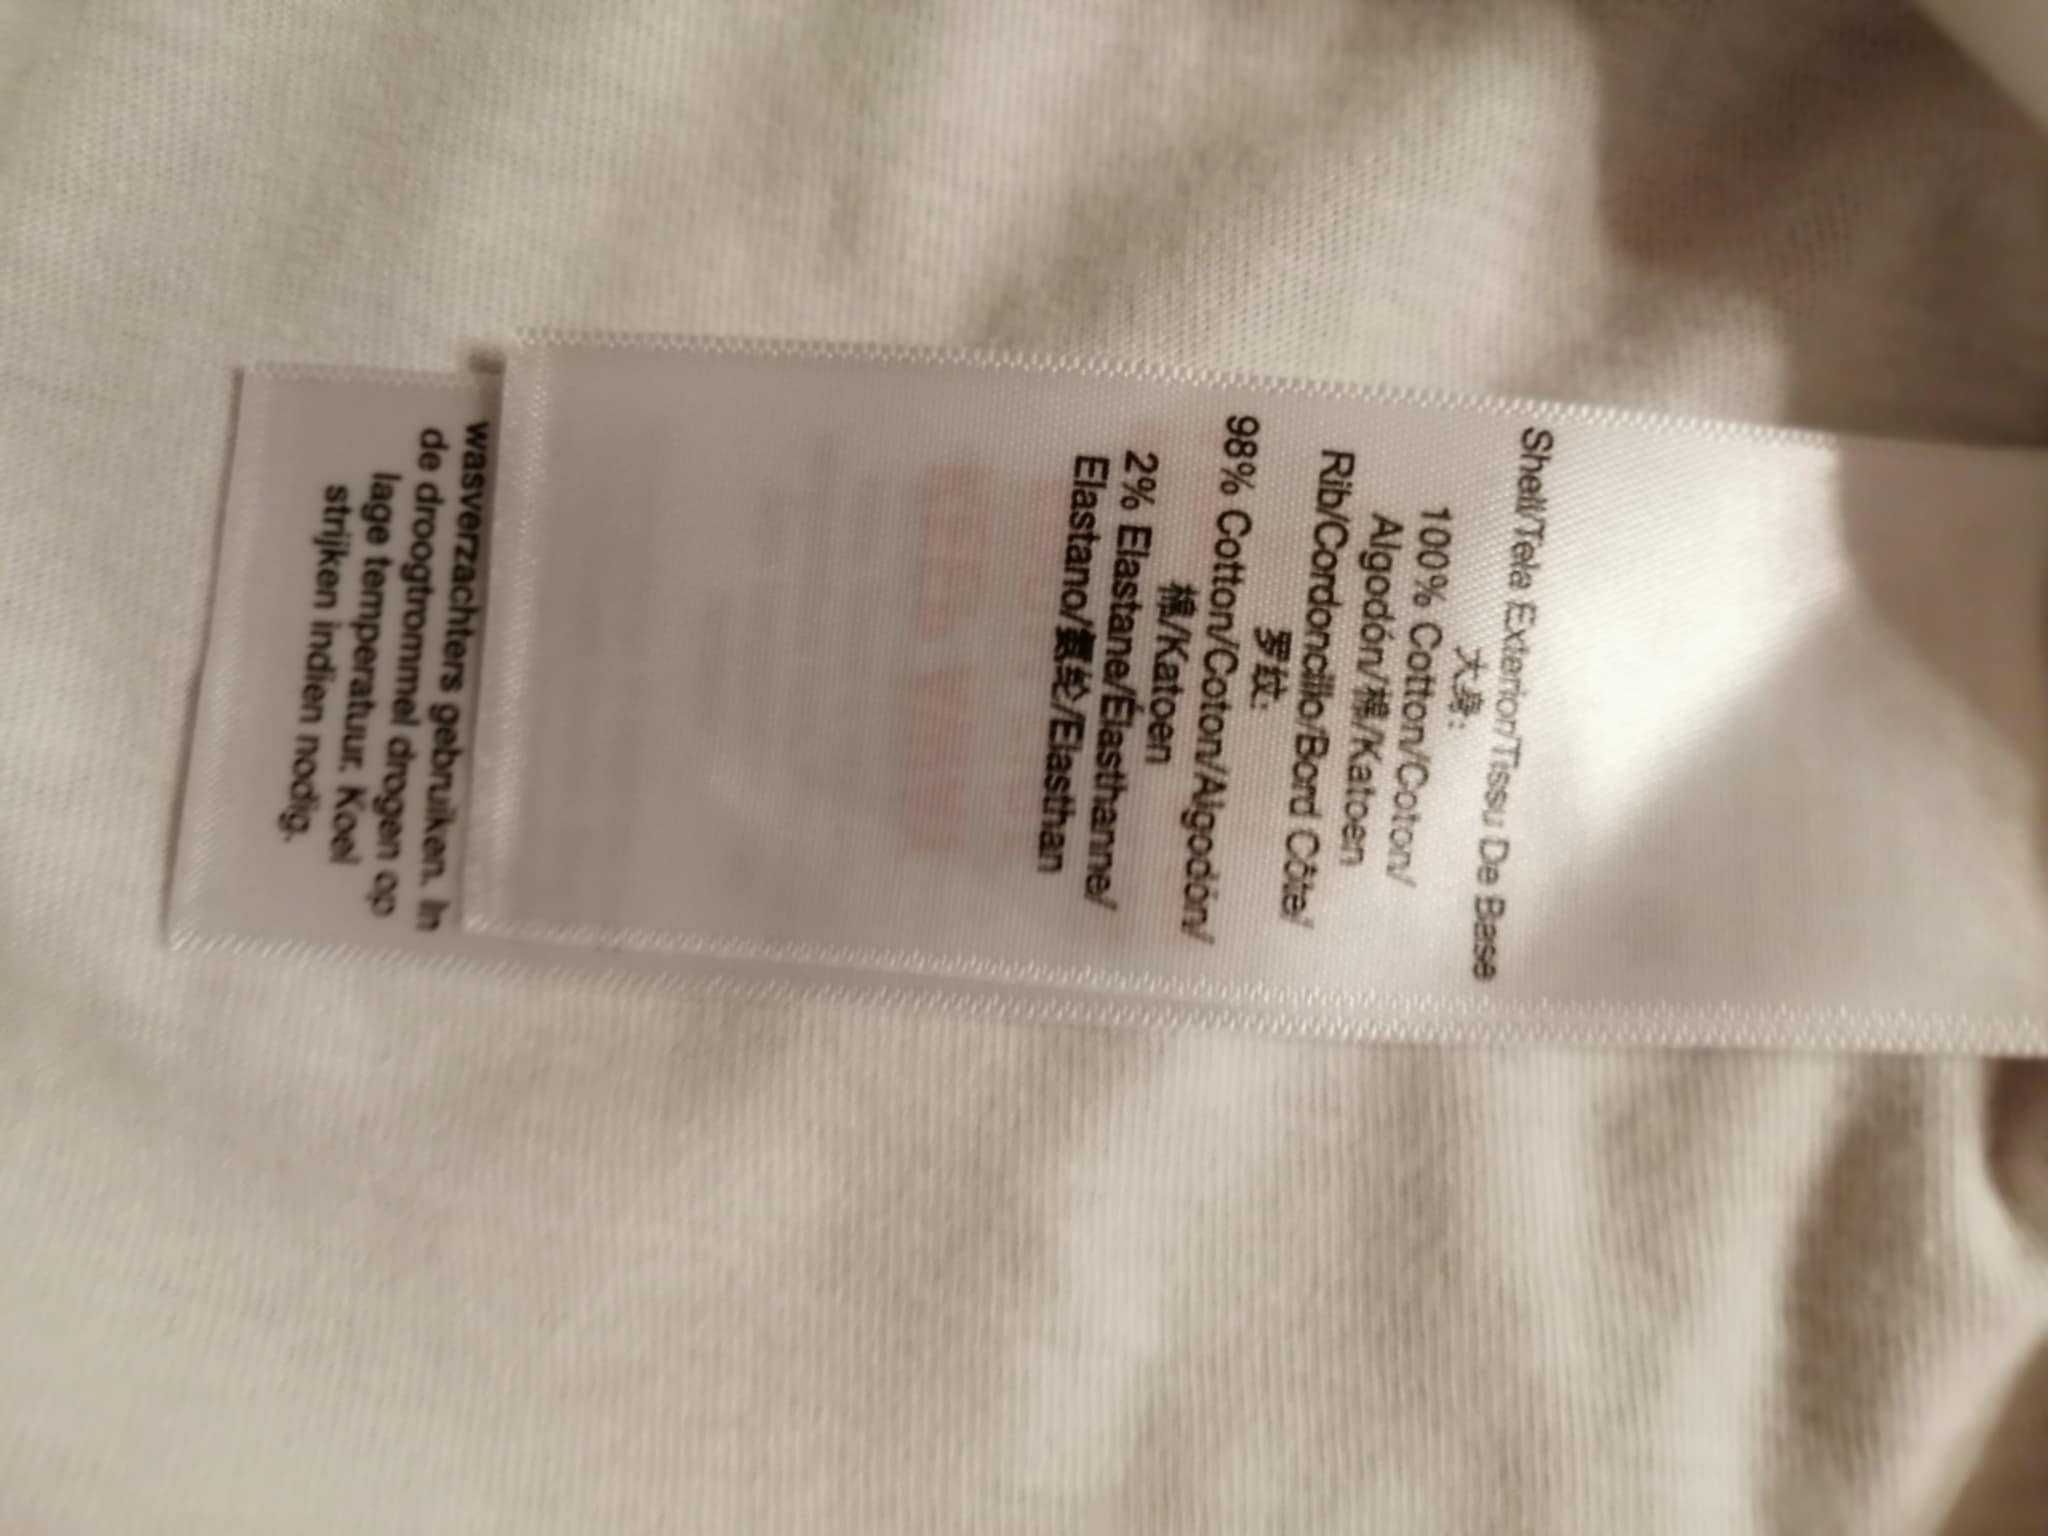 Shell/Tela Exterior/Tissu De Base
大身:
100% Cotton/Coton/
Algodón/棉/Katoen
Rib/Cordoncillo/Bord Côte/
罗纹:
98% Cotton/Coton/Algodón/
棉/Katoen
2% Elastane/Élasthanne/
Elastano/氨纶/Elasthan
wasverzachters gebruiken. In
de droogtrommel drogen op
lage temperatuur. Koel
strijken indien nodig.